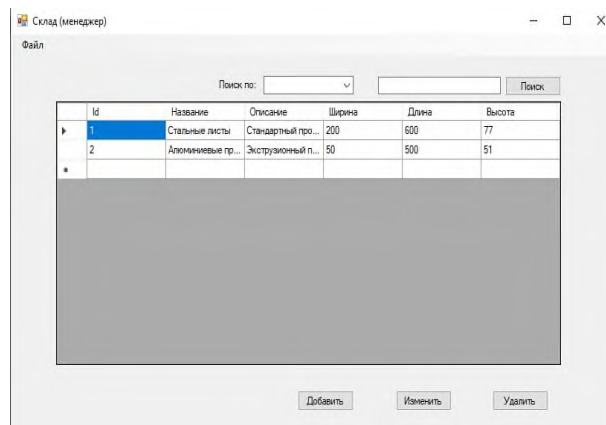 Склад (менеджер)
Файл
Поиск по: Поиск
Id Название Описание Ширина Длина Высота
1 Стальные листы Стандартный про... 200 600 77
2 Алюминиевые пр... Экструзионный п... 50 500 51
Добавить Изменить Удалить